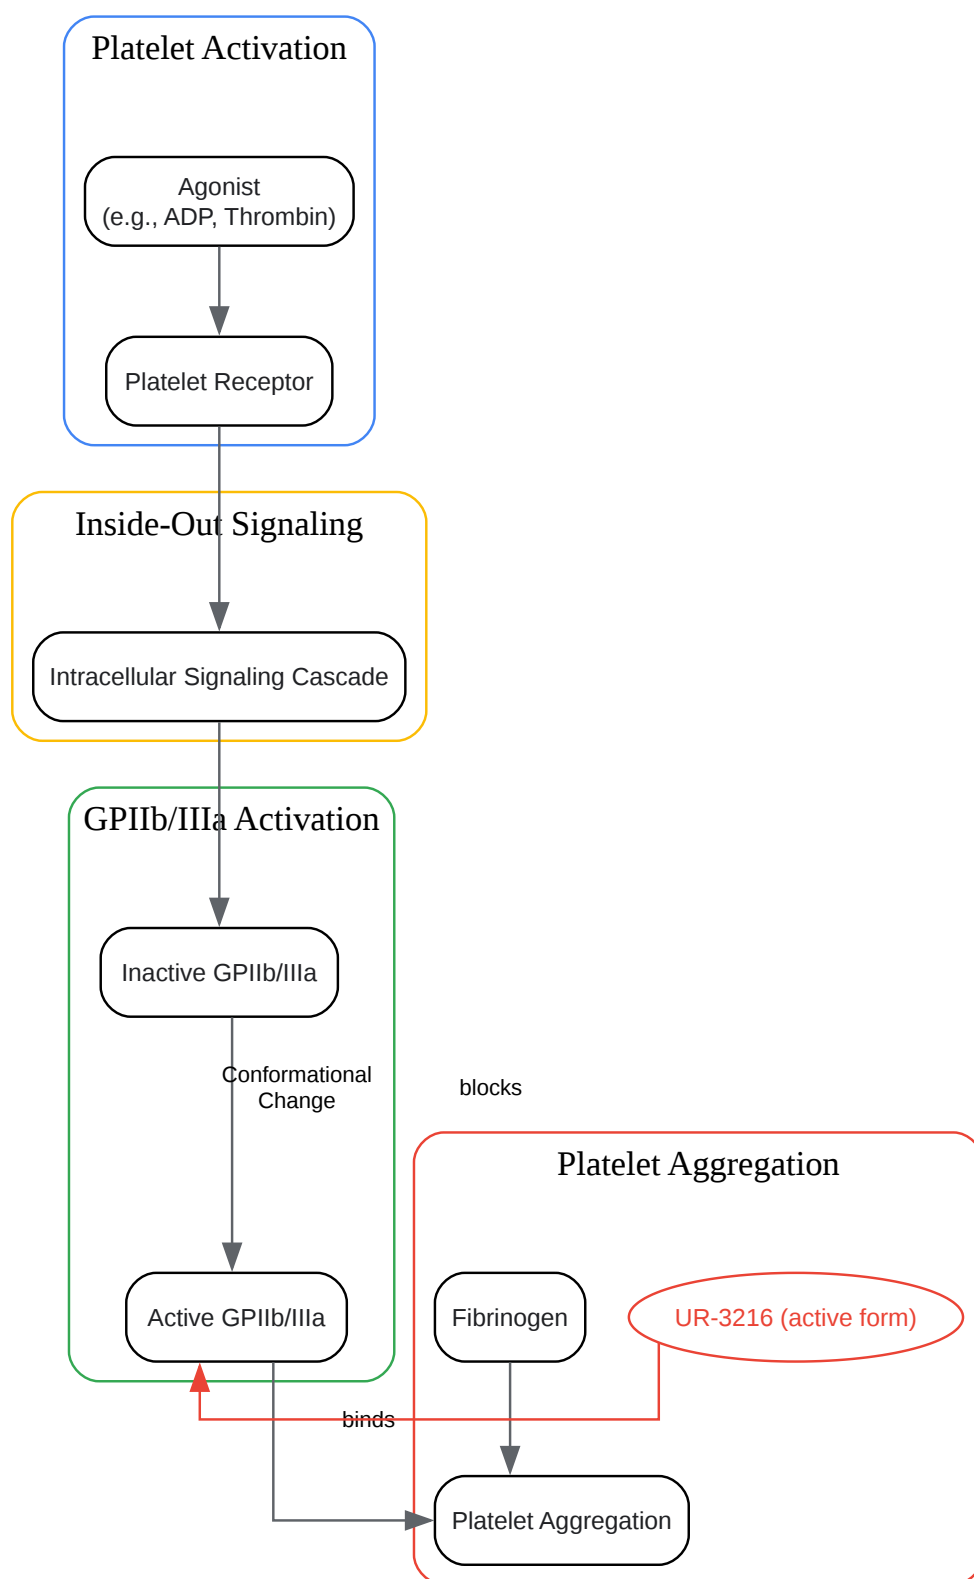 Platelet Activation
Agonist
(e.g., ADP, Thrombin)
Platelet Receptor
Inside-Out Signaling
Intracellular Signaling Cascade
GPIIb/IIIa Activation
Inactive GPIIb/IIIa
Conformational
Change
blocks
Platelet Aggregation
Active GPIIb/IIIa
Fibrinogen
UR-3216 (active form)
binds
Platelet Aggregation